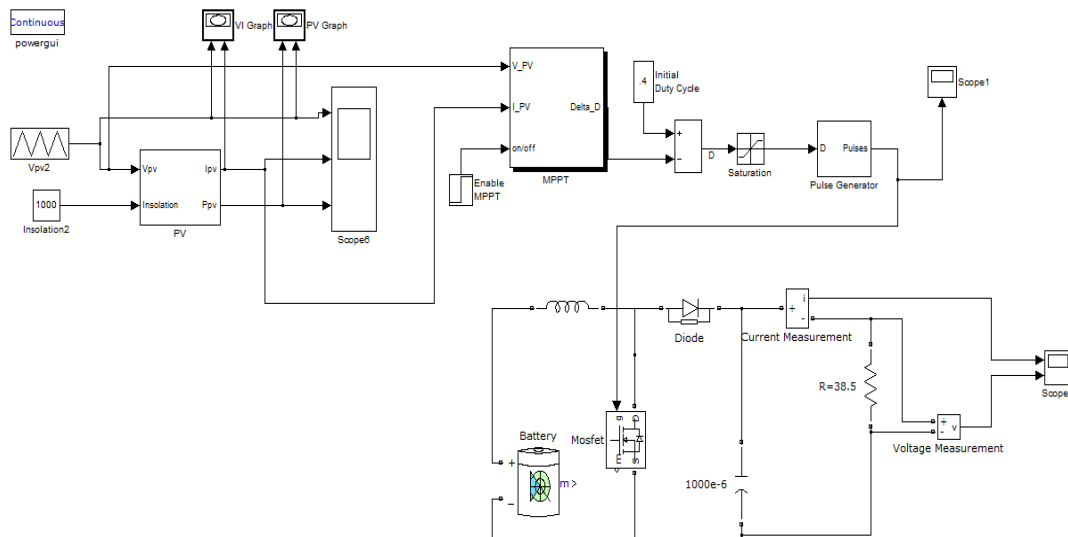 Continuous
powergui
VI Graph
PV Graph
Vpv2
1000
Insolation2
Vpv
Insolation
Ipv
Ppv
PV
Scope6
V_PV
I_PV
on/off
Delta_D
MPPT
Enable
MPPT
.4
Initial
Duty Cycle
+
−
D
Saturation
D
Pulses
Pulse Generator
Scope1
Diode
+
i
-
Current Measurement
R=38.5
Scope
+
-
v
Voltage Measurement
Battery
+
−
m >
Mosfet
g
D
m
S
1000e-6